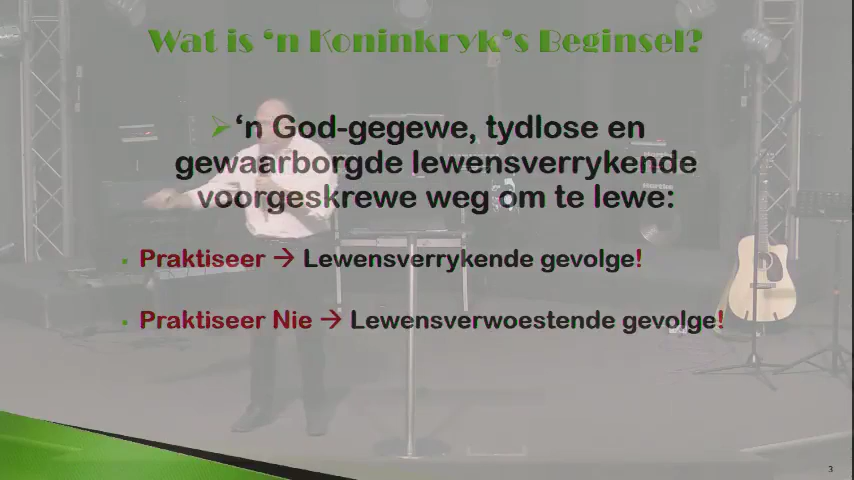 Wat is ‘n Koninkryk’s Beginsel?
‘n God-gegewe, tydlose en
gewaarborgde lewensverrykende
voorgeskrewe weg om te lewe:
Praktiseer → Lewensverrykende gevolge!
Praktiseer Nie → Lewensverwoestende gevolge!
3